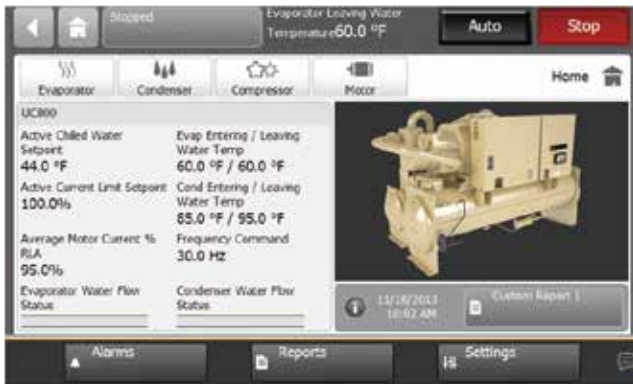 Stopped
Evaporator Leaving Water
Temperature 60.0 °F
Auto
Stop
Evaporator
Condenser
Compressor
Motor
Home
UC800
Active Chilled Water
Setpoint
44.0 °F
Evap Entering / Leaving
Water Temp
60.0 °F / 60.0 °F
Active Current Limit Setpoint
100.0%
Cond Entering / Leaving
Water Temp
85.0 °F / 95.0 °F
Average Motor Current %
RLA
95.0%
Frequency Command
30.0 Hz
Evaporator Water Flow
Status
Condenser Water Flow
Status
11/18/2013
10:02 AM
Custom Report 1
Alarms
Reports
Settings